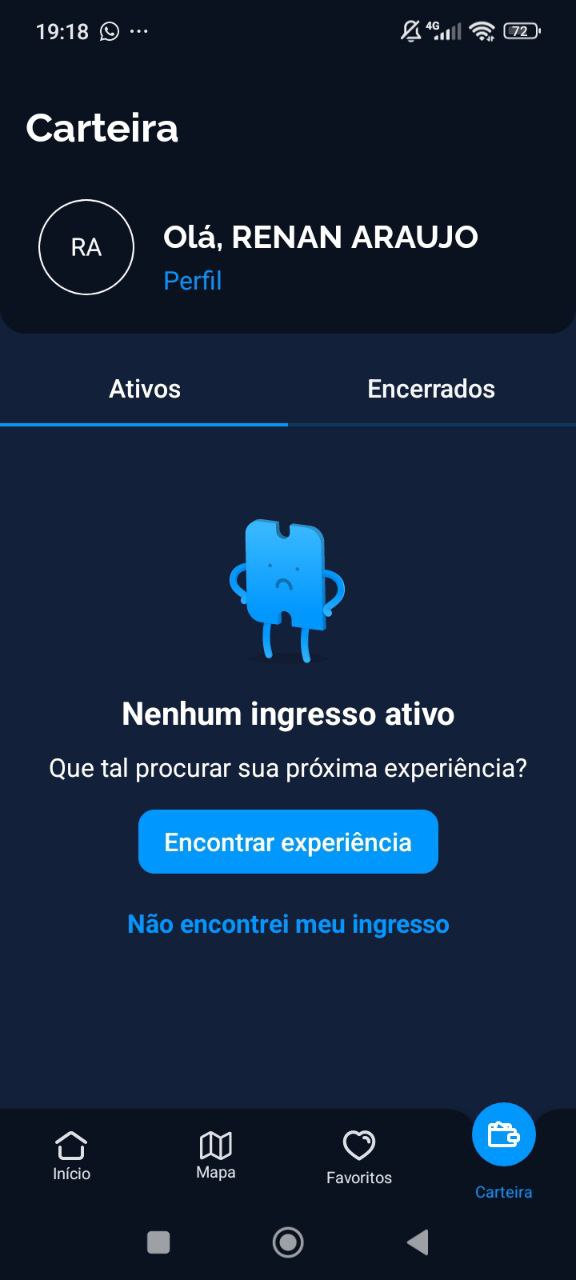 19:18
4G
72
Carteira
RA
Olá, RENAN ARAUJO
Perfil
Ativos
Encerrados
Nenhum ingresso ativo
Que tal procurar sua próxima experiência?
Encontrar experiência
Não encontrei meu ingresso
Início
Mapa
Favoritos
Carteira